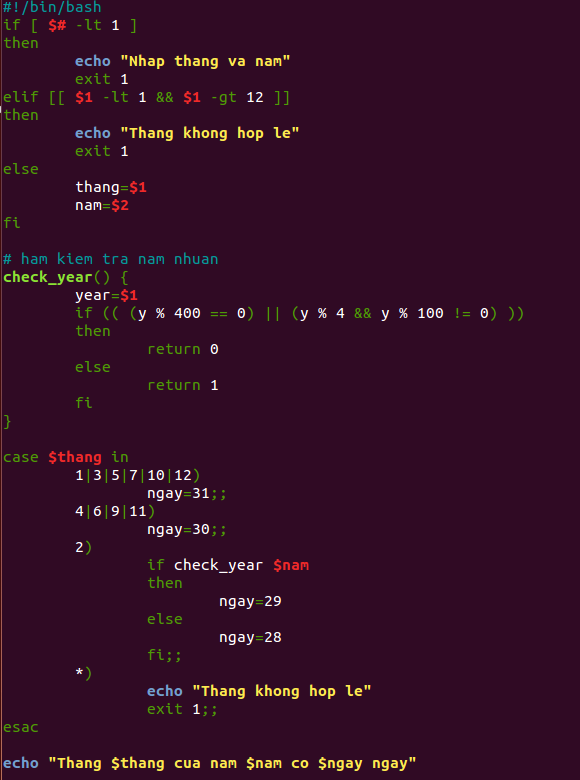 #!/bin/bash
if [ $# -lt 1 ]
then
        echo "Nhap thang va nam"
        exit 1
elif [[ $1 -lt 1 && $1 -gt 12 ]]
then
        echo "Thang khong hop le"
        exit 1
else
        thang=$1
        nam=$2
fi

# ham kiem tra nam nhuan
check_year() {
        year=$1
        if (( (y % 400 == 0) || (y % 4 && y % 100 != 0) ))
        then
                return 0
        else
                return 1
        fi
}

case $thang in
        1|3|5|7|10|12)
                ngay=31;;
        4|6|9|11)
                ngay=30;;
        2)
                if check_year $nam
                then
                        ngay=29
                else
                        ngay=28
                fi;;
        *)
                echo "Thang khong hop le"
                exit 1;;
esac

echo "Thang $thang cua nam $nam co $ngay ngay"